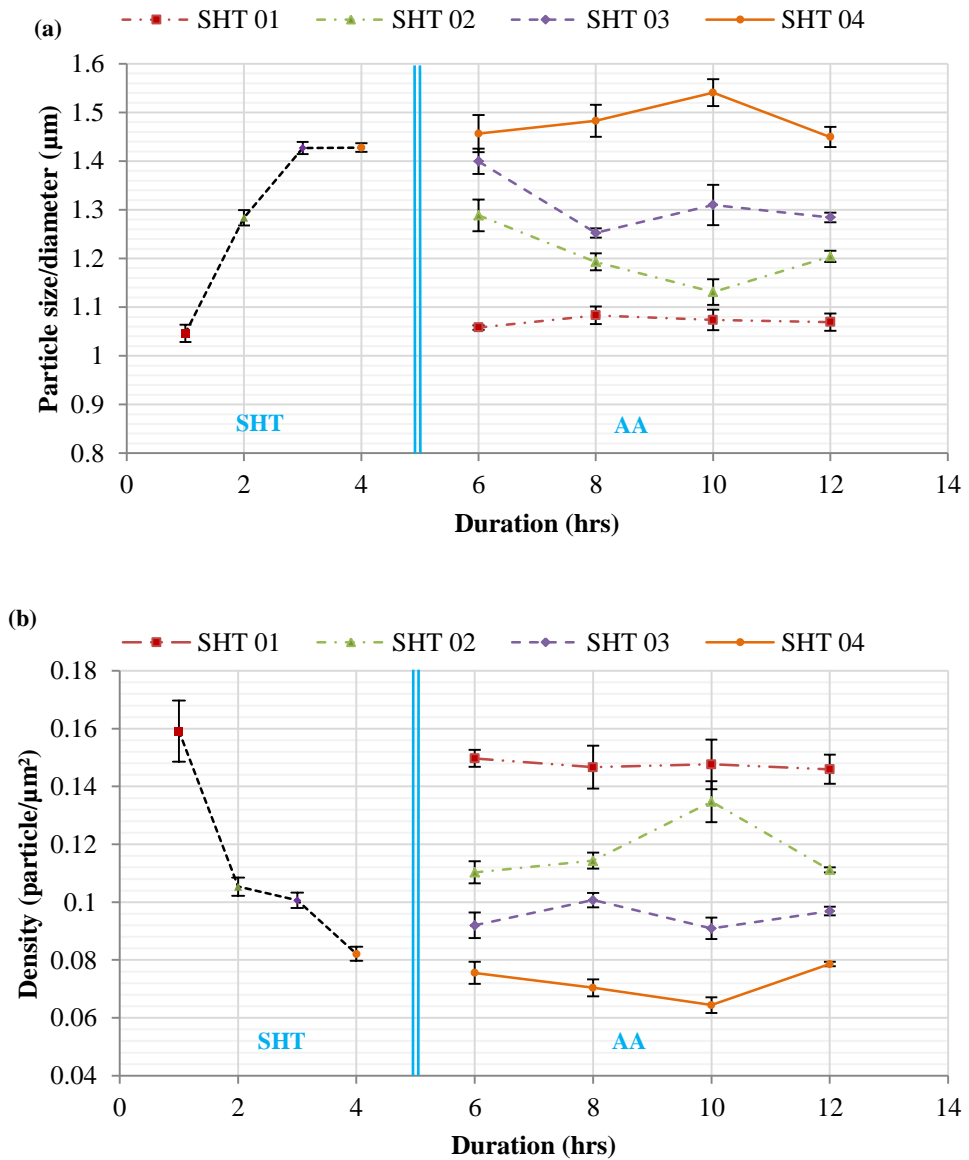 (a)
SHT 01 SHT 02 SHT 03 SHT 04
1.6
1.5
1.4
1.3
1.2
1.1
1
0.9
0.8
Particle size/diameter (µm)
SHT AA
0 2 4 6 8 10 12 14
Duration (hrs)
(b)
SHT 01 SHT 02 SHT 03 SHT 04
0.18
0.16
0.14
0.12
0.1
0.08
0.06
0.04
Density (particle/µm²)
SHT AA
0 2 4 6 8 10 12 14
Duration (hrs)